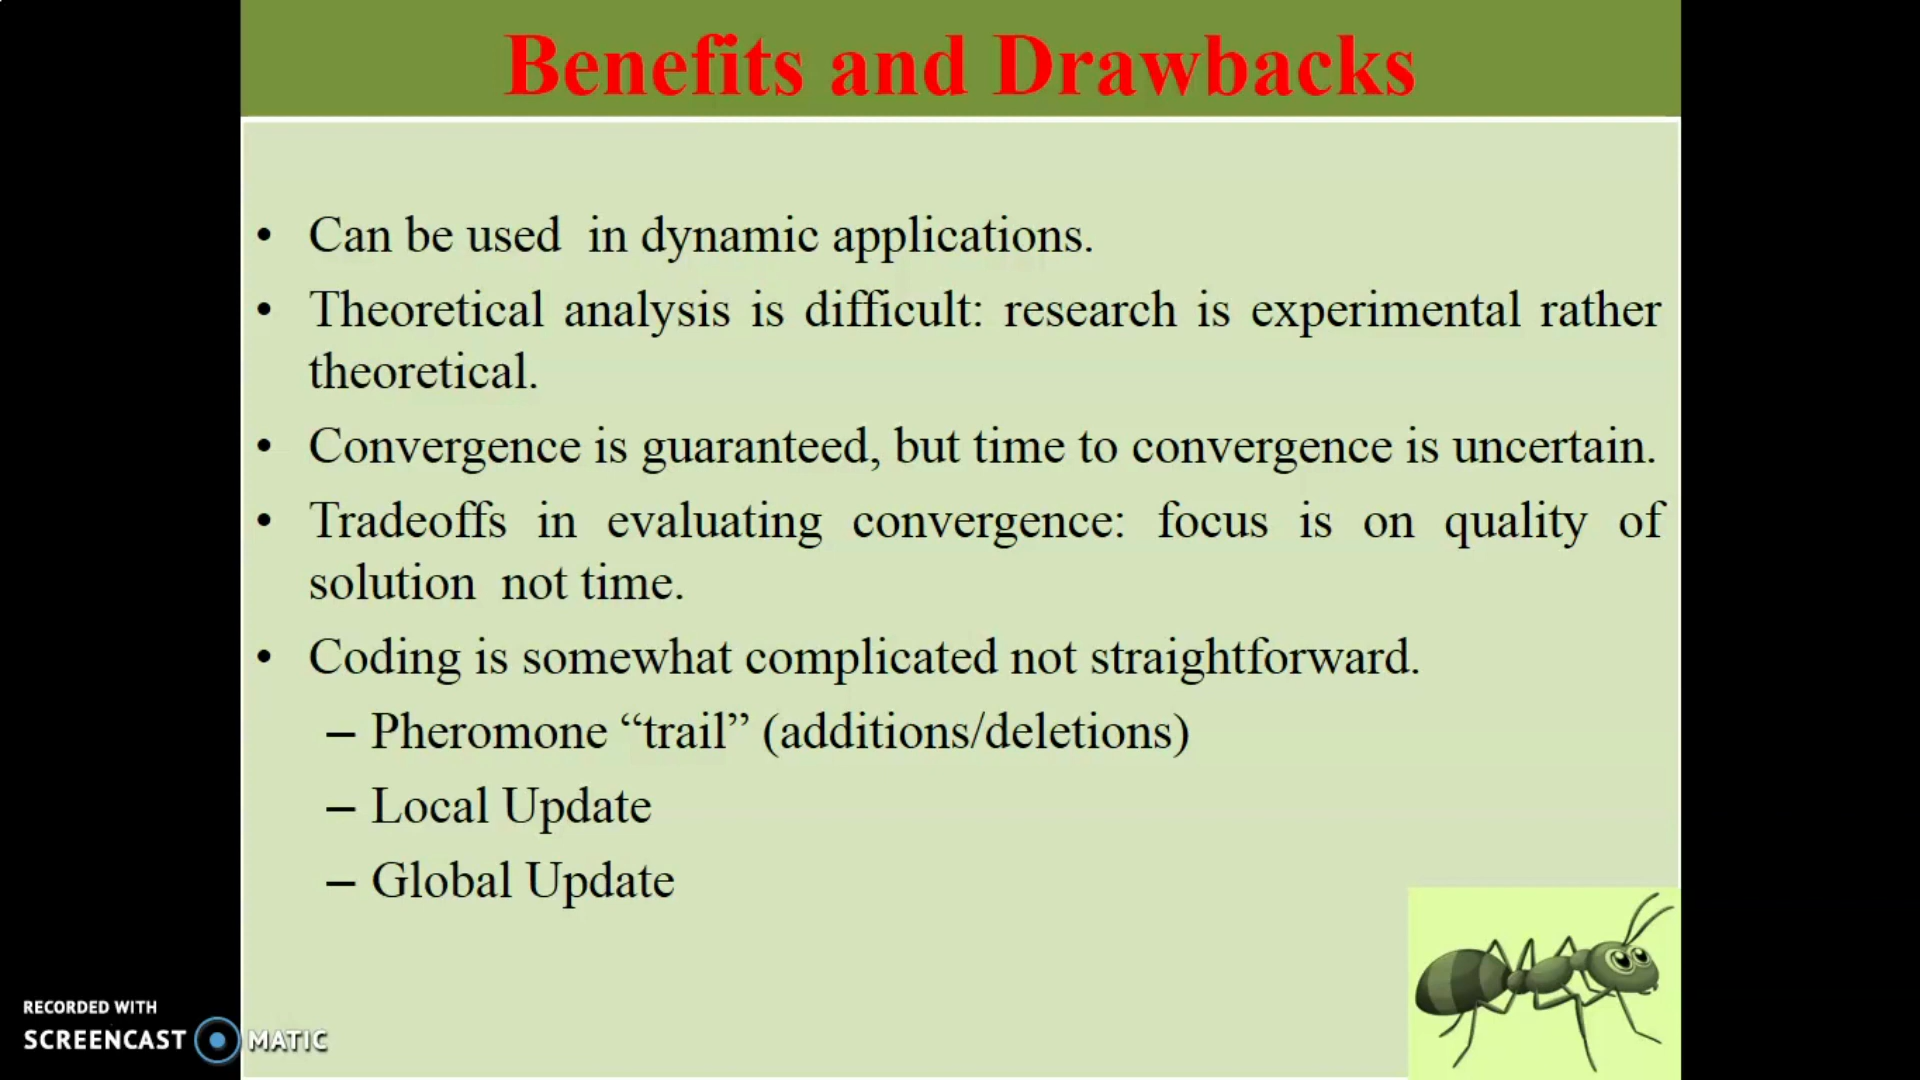 Benefits and Drawbacks
• Can be used in dynamic applications.
• Theoretical analysis is difficult: research is experimental rather
theoretical.
• Convergence is guaranteed, but time to convergence is uncertain.
• Tradeoffs in evaluating convergence: focus is on quality of
solution not time.
• Coding is somewhat complicated not straightforward.
– Pheromone “trail” (additions/deletions)
– Local Update
– Global Update
RECORDED WITH
SCREENCAST MATIC